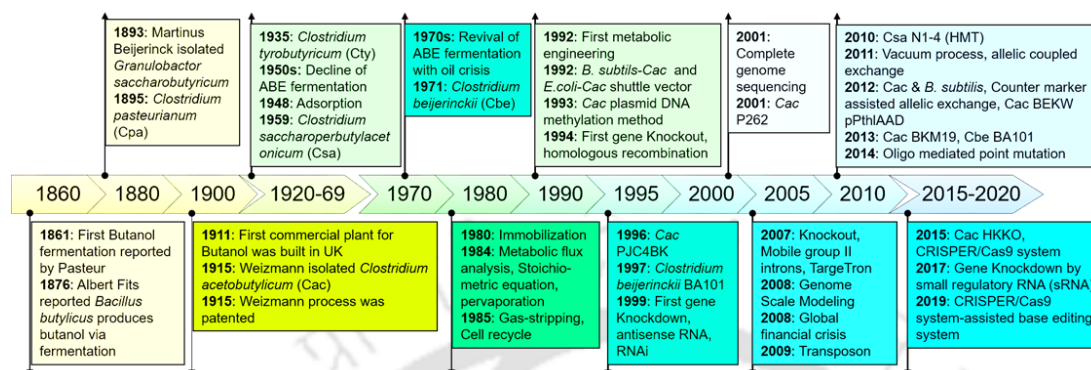 1893: Martinus
Beijerinck isolated
Granulobactor
saccharobutyricum
1895: Clostridium
pasteurianum
(Cpa)
1935: Clostridium
tyrobutyricum (Cty)
1950s: Decline of
ABE fermentation
1948: Adsorption
1959: Clostridium
saccharoperbutylacet
onicum (Csa)
1970s: Revival of
ABE fermentation
with oil crisis
1971: Clostridium
beijerinckii (Cbe)
1992: First metabolic
engineering
1992: B. subtils-Cac and
E.coli-Cac shuttle vector
1993: Cac plasmid DNA
methylation method
1994: First gene Knockout,
homologous recombination
2001:
Complete
genome
sequencing
2001: Cac
P262
2010: Csa N1-4 (HMT)
2011: Vacuum process, allelic coupled
exchange
2012: Cac & B. subtilis, Counter marker
assisted allelic exchange, Cac BEKW
pPthlAAD
2013: Cac BKM19, Cbe BA101
2014: Oligo mediated point mutation
1860 1880 1900 1920-69 1970 1980 1990 1995 2000 2005 2010 2015-2020
1861: First Butanol
fermentation reported
by Pasteur
1876: Albert Fits
reported Bacillus
butylicus produces
butanol via
fermentation
1911: First commercial plant for
Butanol was built in UK
1915: Weizmann isolated Clostridium
acetobutylicum (Cac)
1915: Weizmann process was
patented
1980: Immobilization
1984: Metabolic flux
analysis, Stoichio-
metric equation,
pervaporation
1985: Gas-stripping,
Cell recycle
1996: Cac
PJC4BK
1997: Clostridium
beijerinckii BA101
1999: First gene
Knockdown,
antisense RNA,
RNAi
2007: Knockout,
Mobile group II
introns, TargeTron
2008: Genome
Scale Modeling
2008: Global
financial crisis
2009: Transposon
2015: Cac HKKO,
CRISPER/Cas9 system
2017: Gene Knockdown by
small regulatory RNA (sRNA)
2019: CRISPER/Cas9
system-assisted base editing
system